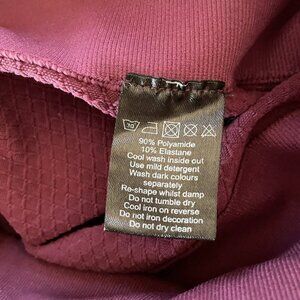 90% Polyamide
10% Elastane
Cool wash inside out
Use mild detergent
Wash dark colours
separately
Re-shape whilst damp
Do not tumble dry
Cool iron on reverse
Do not iron decoration
Do not dry clean